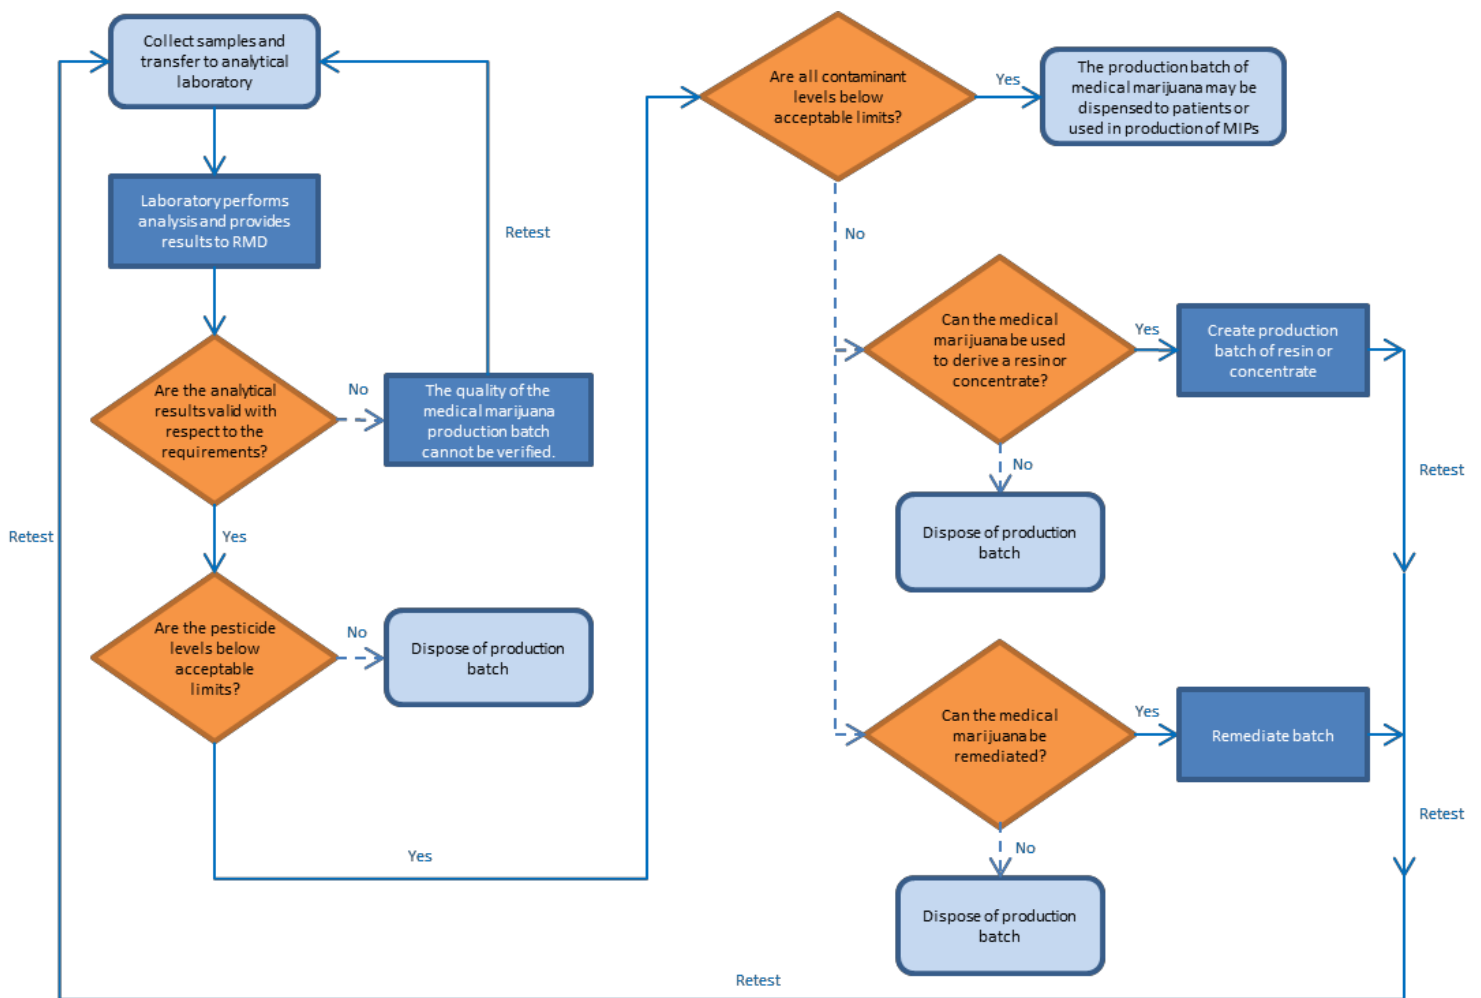 Collect samples and
transfer to analytical
laboratory
Laboratory performs
analysis and provides
results to RMD
Retest
Are the analytical
results valid with
respect to the
requirements?
No
The quality of the
medical marijuana
production batch
cannot be verified.
Retest
Yes
Are the pesticide
levels below
acceptable
limits?
No
Dispose of production
batch
Yes
Are all contaminant
levels below
acceptable limits?
Yes
The production batch of
medical marijuana may be
dispensed to patients or
used in production of MIPs
No
Can the medical
marijuana be used
to derive a resin or
concentrate?
Yes
Create production
batch of resin or
concentrate
No
Retest
Dispose of production
batch
Can the medical
marijuana be
remediated?
Yes
Remediate batch
Retest
No
Dispose of production
batch
Retest